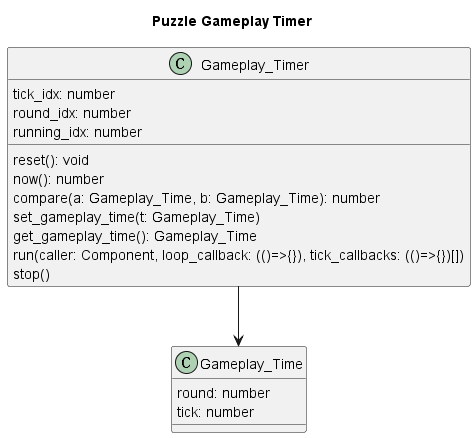 Puzzle Gameplay Timer
C Gameplay_Timer
tick_idx: number
round_idx: number
running_idx: number
reset(): void
now(): number
compare(a: Gameplay_Time, b: Gameplay_Time): number
set_gameplay_time(t: Gameplay_Time)
get_gameplay_time(): Gameplay_Time
run(caller: Component, loop_callback: (()=>{}), tick_callbacks: (()=>{})[])
stop()
C Gameplay_Time
round: number
tick: number